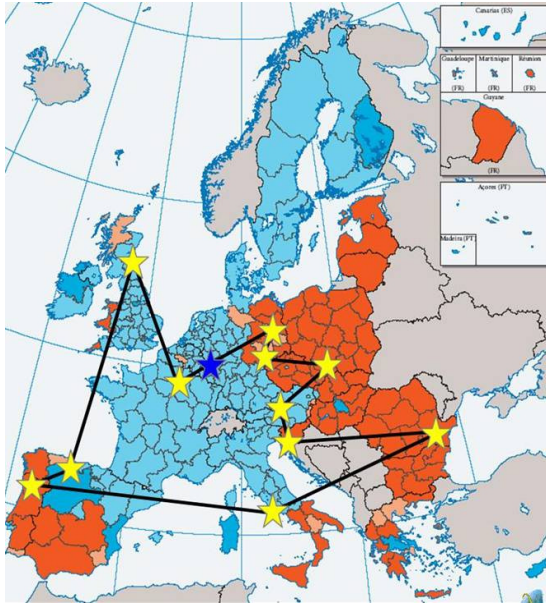 Canarias (ES)
Guadeloupe Martinique Réunion
(FR) (FR) (FR)
Guyane
(FR)
Açores (PT)
Madeira (PT)